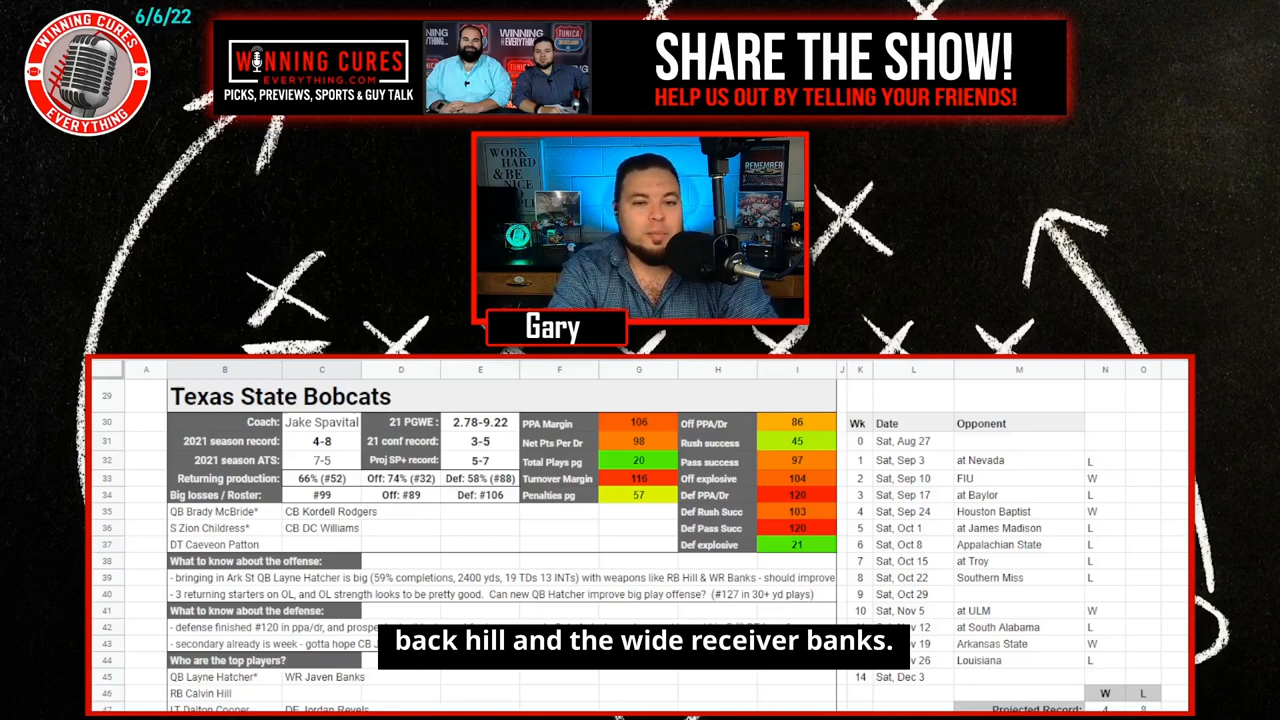 6/6/22
WINNING CURES
EVERYTHING
WINNING CURES
EVERYTHING.COM
PICKS, PREVIEWS, SPORTS & GUY TALK
TUNICA
SHARE THE SHOW!
HELP US OUT BY TELLING YOUR FRIENDS!
WORK
HARD
& BE
NICE
REMEMBER
Gary
A B C D E F G H I J K L M N O
29 Texas State Bobcats
30 Coach: Jake Spavital 21 PGWE : 2.78-9.22 PPA Margin 106 Off PPA/Dr 86 Wk Date Opponent
31 2021 season record: 4-8 21 conf record: 3-5 Net Pts Per Dr 98 Rush success 45 0 Sat, Aug 27
32 2021 season ATS: 7-5 Proj SP+ record: 5-7 Total Plays pg 20 Pass success 97 1 Sat, Sep 3 at Nevada L
33 Returning production: 66% (#52) Off: 74% (#32) Def: 58% (#88) Turnover Margin 116 Off explosive 104 2 Sat, Sep 10 FIU W
34 Big losses / Roster: #99 Off: #89 Def: #106 Penalties pg 57 Def PPA/Dr 120 3 Sat, Sep 17 at Baylor L
35 QB Brady McBride* CB Kordell Rodgers Def Rush Succ 103 4 Sat, Sep 24 Houston Baptist W
36 S Zion Childress* CB DC Williams Def Pass Succ 120 5 Sat, Oct 1 at James Madison L
37 DT Caeveon Patton Def explosive 21 6 Sat, Oct 8 Appalachian State L
38 What to know about the offense: 7 Sat, Oct 15 at Troy L
39 - bringing in Ark St QB Layne Hatcher is big (59% completions, 2400 yds, 19 TDs 13 INTs) with weapons like RB Hill & WR Banks - should improve 8 Sat, Oct 22 Southern Miss L
40 - 3 returning starters on OL, and OL strength looks to be pretty good. Can new QB Hatcher improve big play offense? (#127 in 30+ yd plays) 9 Sat, Oct 29
41 What to know about the defense: 10 Sat, Nov 5 at ULM W
42 - defense finished #120 in ppa/dr, and v 12 at South Alabama L
43 - secondary already is week - gotta hope CB v 19 Arkansas State W
44 Who are the top players? v 26 Louisiana L
45 QB Layne Hatcher* WR Javen Banks 14 Sat, Dec 3
46 RB Calvin Hill W L
47 LT Dalton Cooper DE Jordan Revels Projected Record: 4 8
back hill and the wide receiver banks.